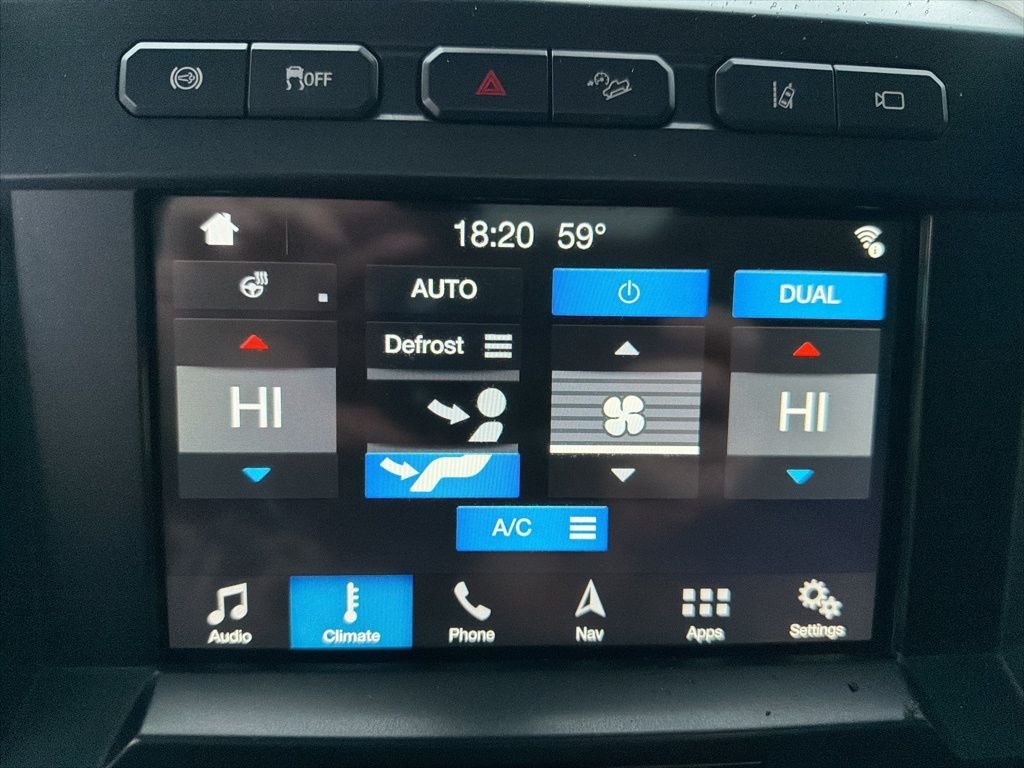 OFF
18:20 59°
AUTO
DUAL
Defrost
HI
HI
A/C
Audio
Climate
Phone
Nav
Apps
Settings